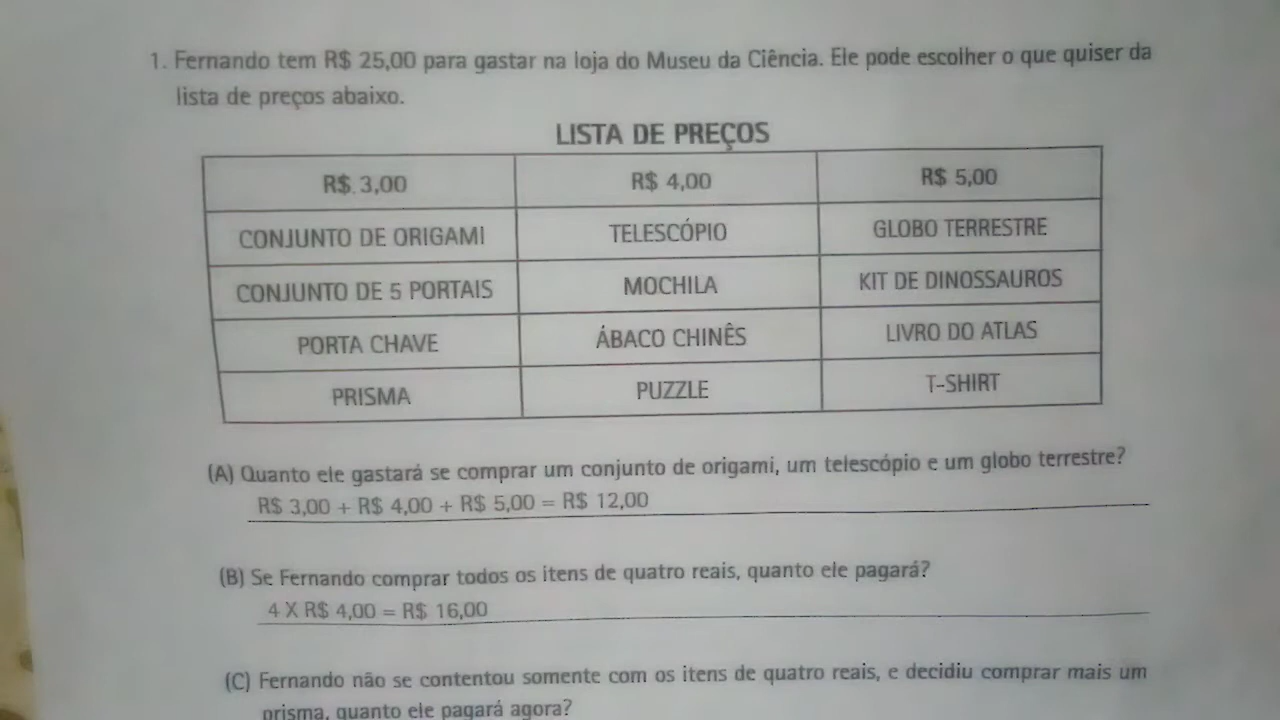 1. Fernando tem R$ 25,00 para gastar na loja do Museu da Ciência. Ele pode escolher o que quiser da
lista de preços abaixo.
LISTA DE PREÇOS
R$ 3,00 R$ 4,00 R$ 5,00
CONJUNTO DE ORIGAMI TELESCÓPIO GLOBO TERRESTRE
CONJUNTO DE 5 PORTAIS MOCHILA KIT DE DINOSSAUROS
PORTA CHAVE ÁBACO CHINÊS LIVRO DO ATLAS
PRISMA PUZZLE T-SHIRT
(A) Quanto ele gastará se comprar um conjunto de origami, um telescópio e um globo terrestre?
R$ 3,00 + R$ 4,00 + R$ 5,00 = R$ 12,00
(B) Se Fernando comprar todos os itens de quatro reais, quanto ele pagará?
4 X R$ 4,00 = R$ 16,00
(C) Fernando não se contentou somente com os itens de quatro reais, e decidiu comprar mais um
prisma, quanto ele pagará agora?